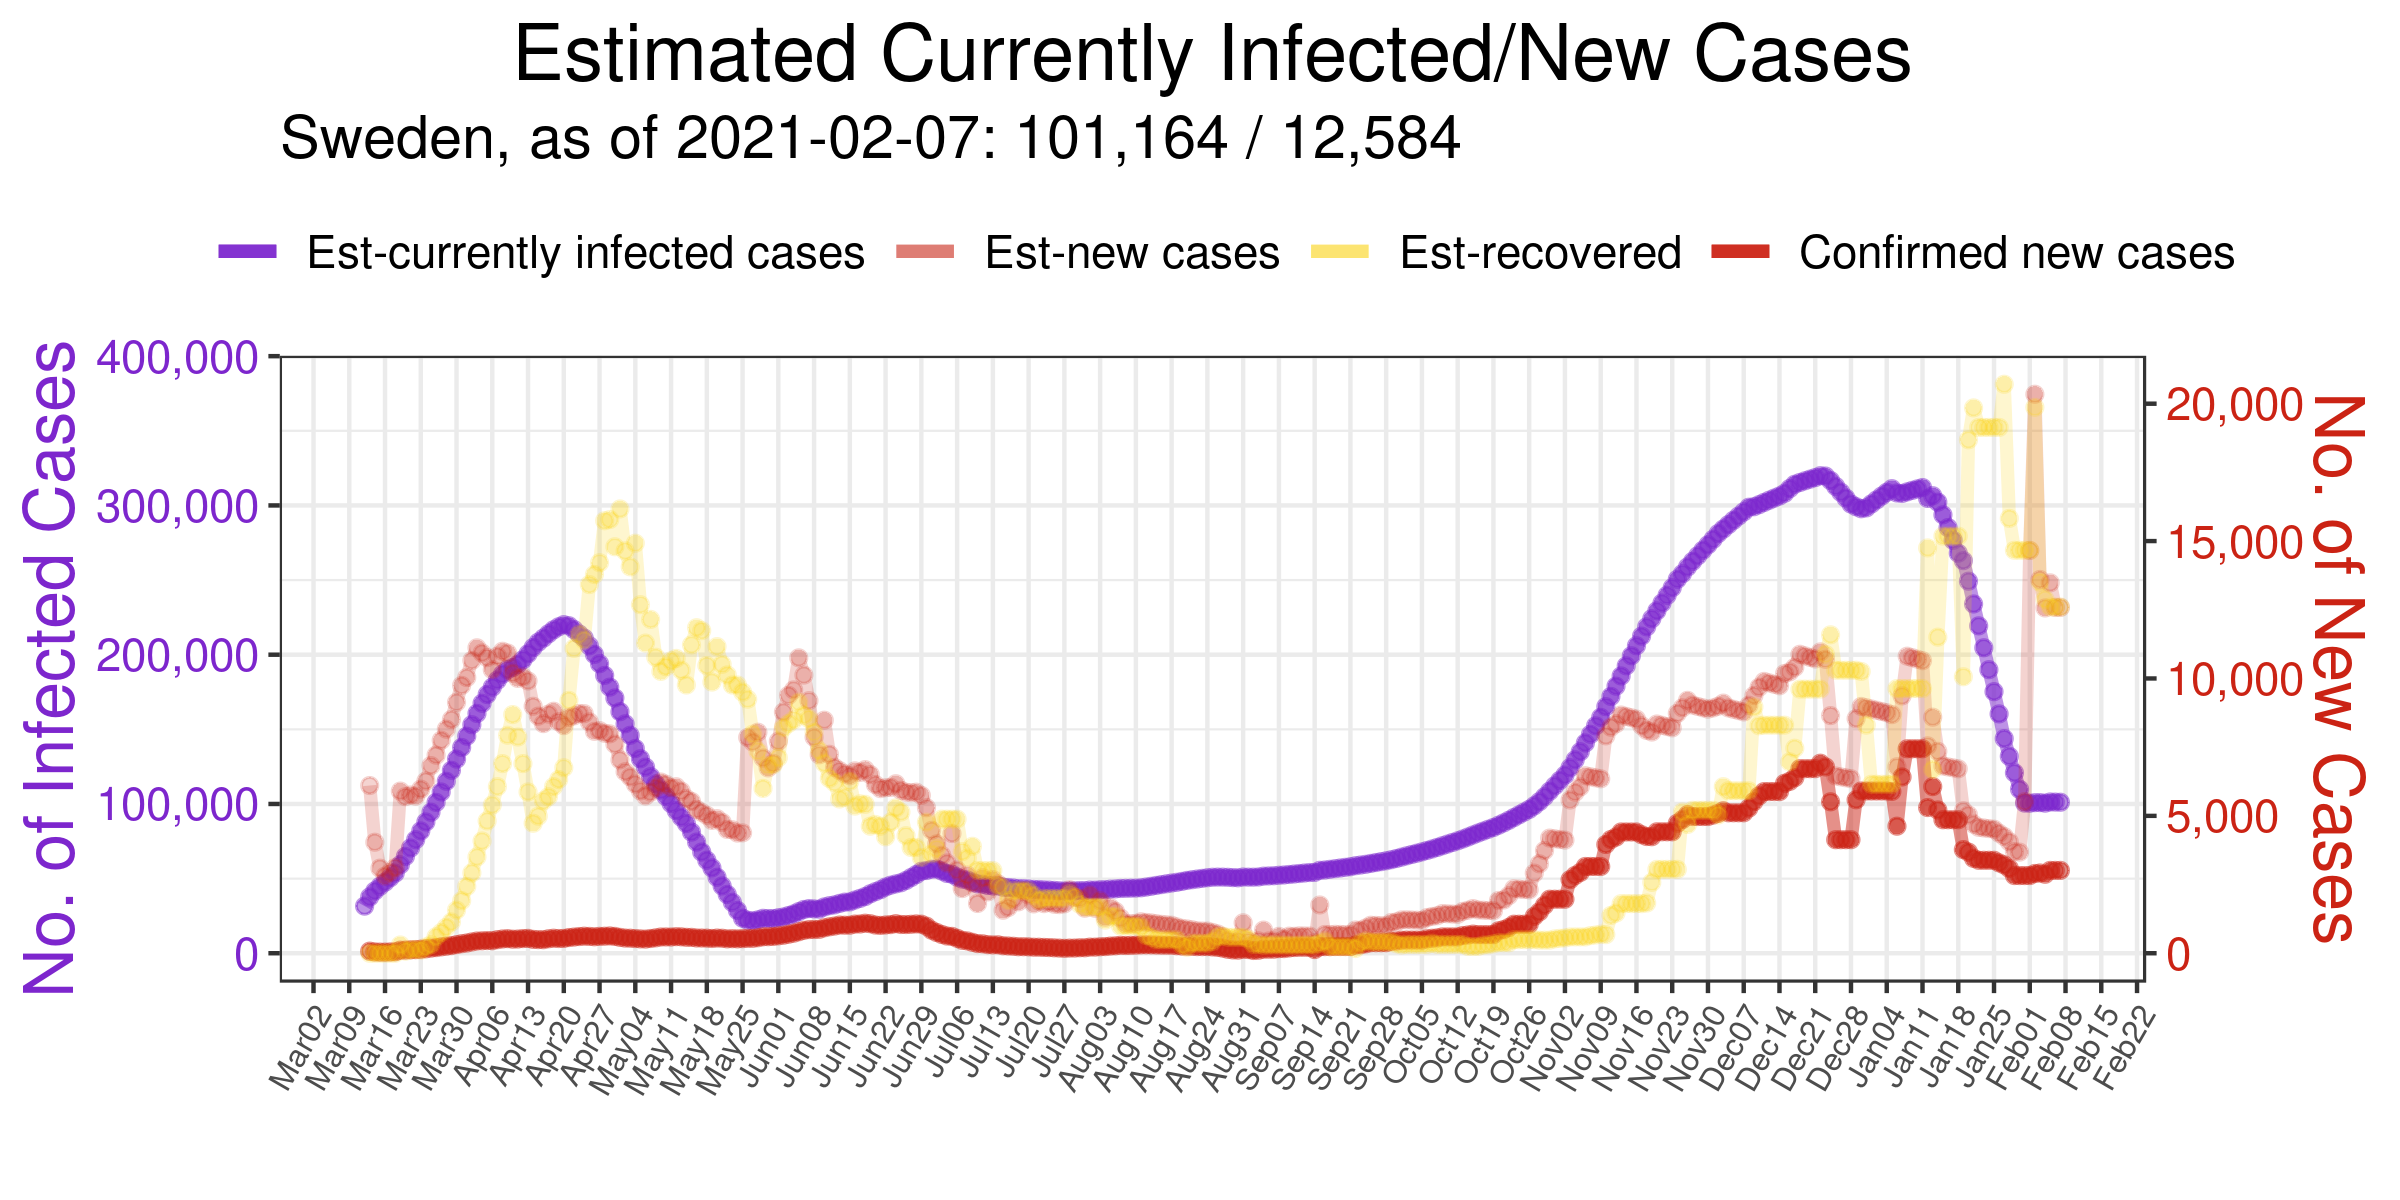 Estimated Currently Infected/New Cases
Sweden, as of 2021-02-07: 101,164 / 12,584
Est-currently infected cases Est-new cases Est-recovered Confirmed new cases
No. of Infected Cases
400,000
300,000
200,000
100,000
0
20,000
15,000
10,000
5,000
0
No. of New Cases
Mar02
Mar09
Mar16
Mar23
Mar30
Apr06
Apr13
Apr20
Apr27
May04
May11
May18
May25
Jun01
Jun08
Jun15
Jun22
Jun29
Jul06
Jul13
Jul20
Jul27
Aug03
Aug10
Aug17
Aug24
Aug31
Sep07
Sep14
Sep21
Sep28
Oct05
Oct12
Oct19
Oct26
Nov02
Nov09
Nov16
Nov23
Nov30
Dec07
Dec14
Dec21
Dec28
Jan04
Jan11
Jan18
Jan25
Feb01
Feb08
Feb15
Feb22